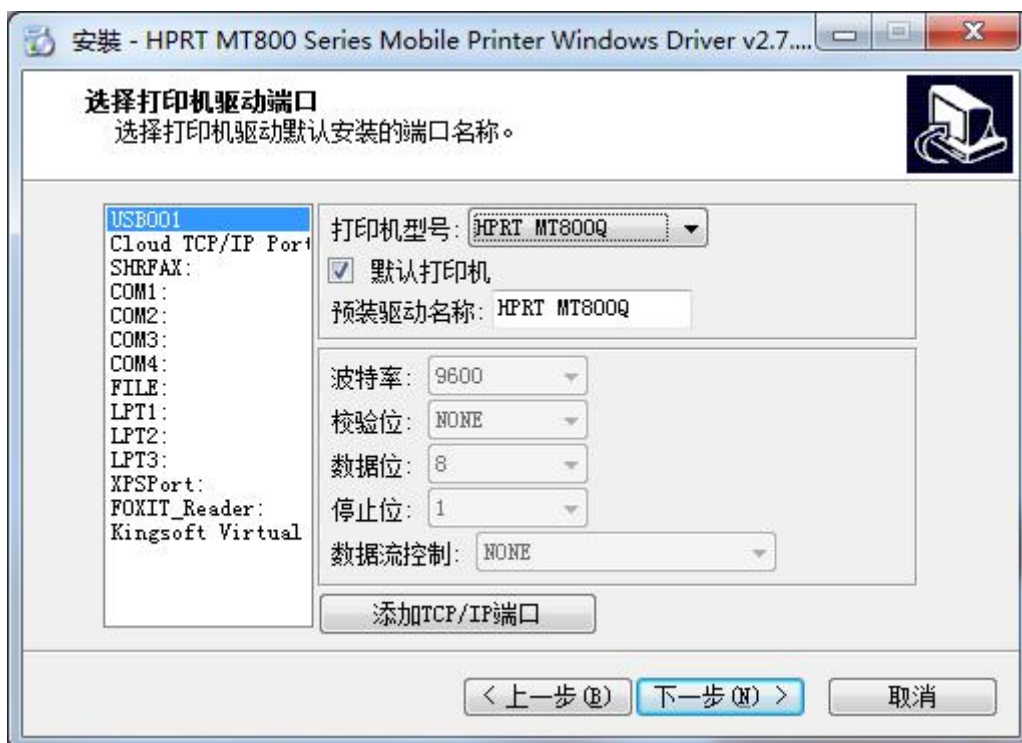 安裝 - HPRT MT800 Series Mobile Printer Windows Driver v2.7....
选择打印机驱动端口
选择打印机驱动默认安装的端口名称。
USB001
Cloud TCP/IP Port
SHRFAX:
COM1:
COM2:
COM3:
COM4:
FILE:
LPT1:
LPT2:
LPT3:
XPSPort:
FOXIT_Reader:
Kingsoft Virtual
打印机型号: HPRT MT800Q
默认打印机
预装驱动名称: HPRT MT800Q
波特率: 9600
校验位: NONE
数据位: 8
停止位: 1
数据流控制: NONE
添加TCP/IP端口
< 上一步(B)
下一步(N) >
取消